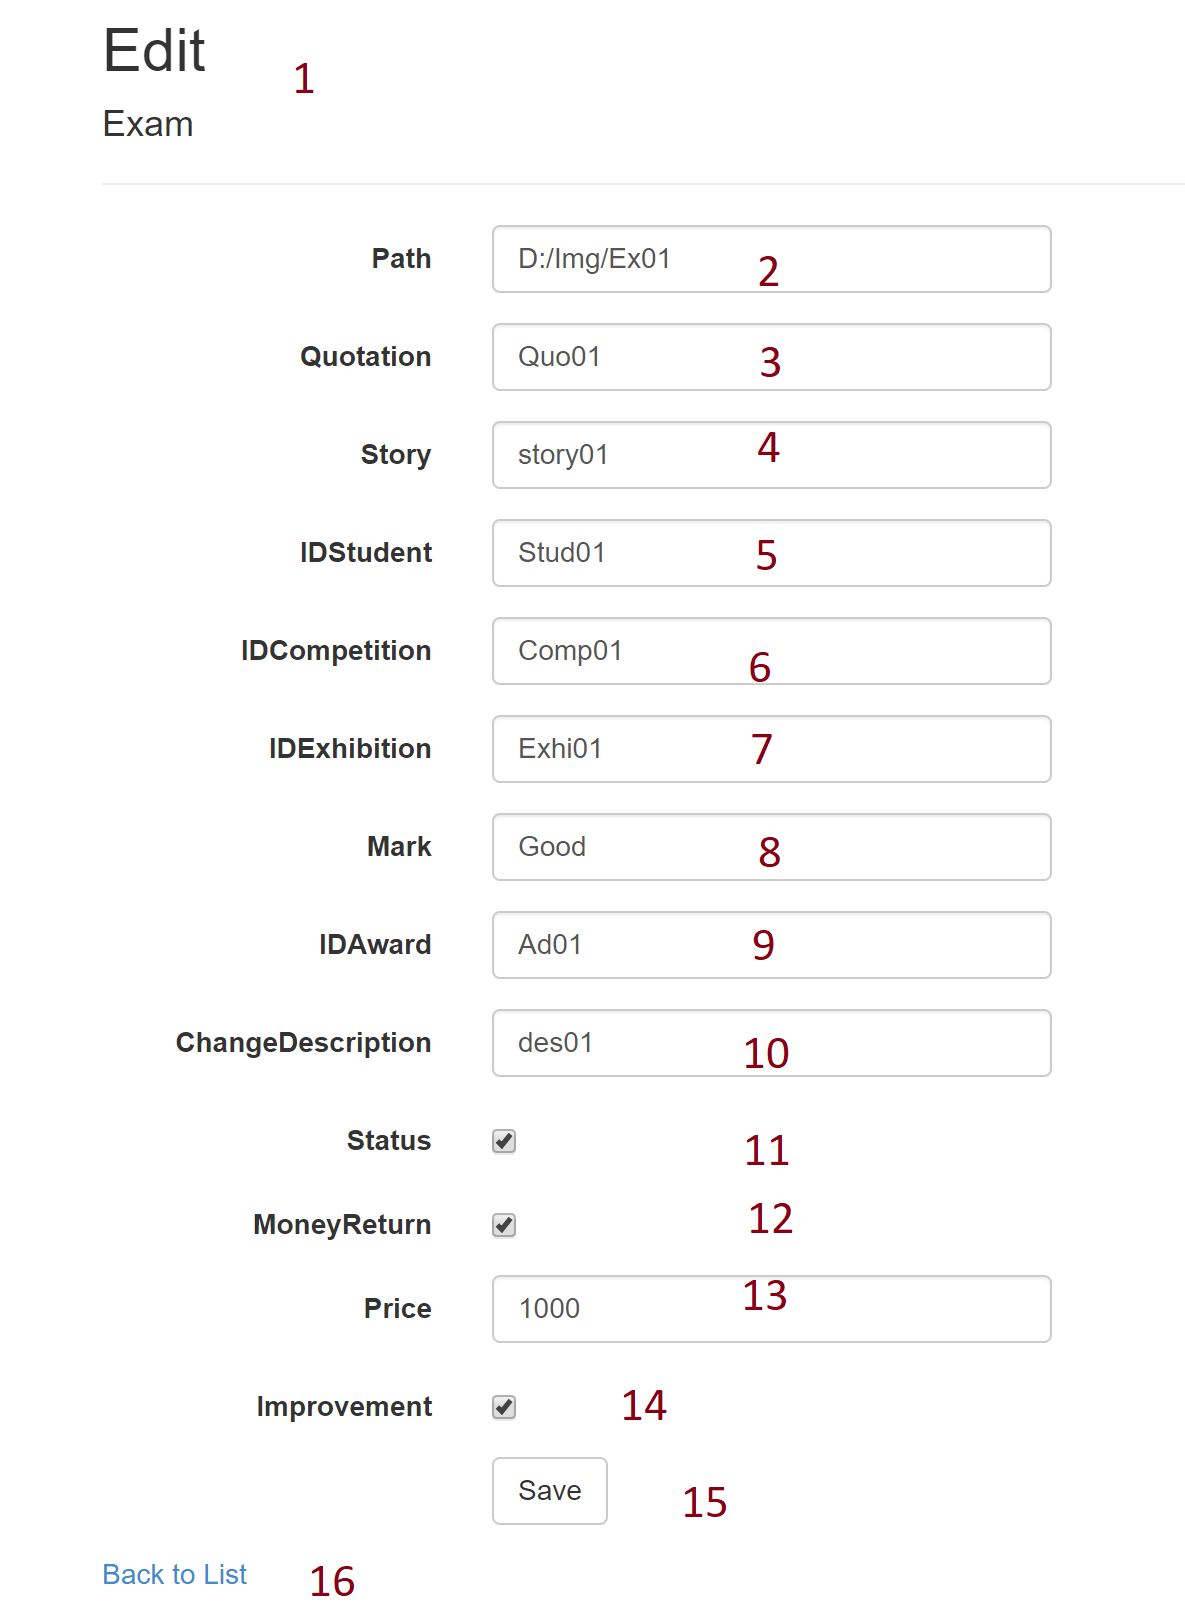 Edit
1
Exam
Path D:/Img/Ex01 2
Quotation Quo01 3
Story story01 4
IDStudent Stud01 5
IDCompetition Comp01 6
IDExhibition Exhi01 7
Mark Good 8
IDAward Ad01 9
ChangeDescription des01 10
Status 11
MoneyReturn 12
Price 1000 13
Improvement 14
Save 15
Back to List 16